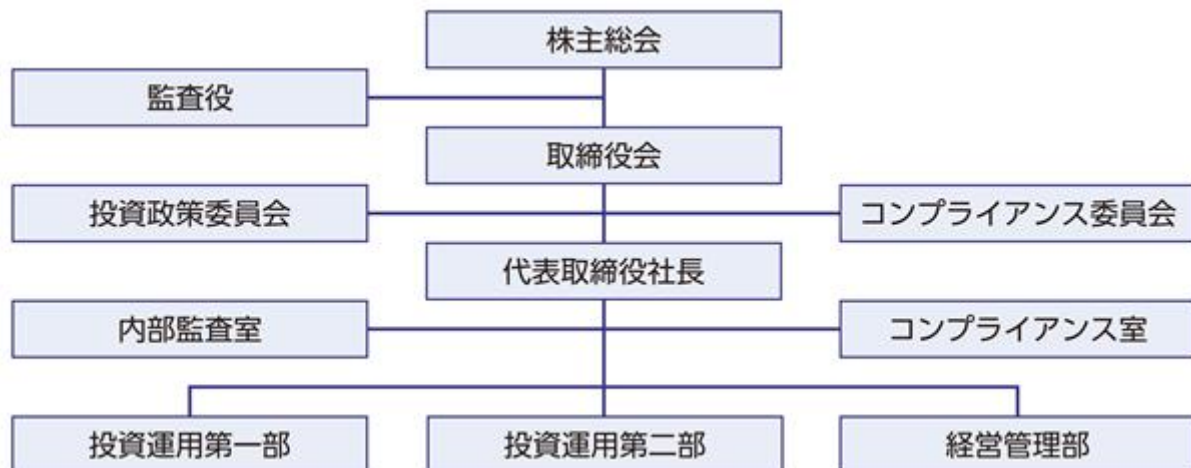 株主総会
監査役
取締役会
投資政策委員会
コンプライアンス委員会
代表取締役社長
内部監査室
コンプライアンス室
投資運用第一部
投資運用第二部
経営管理部